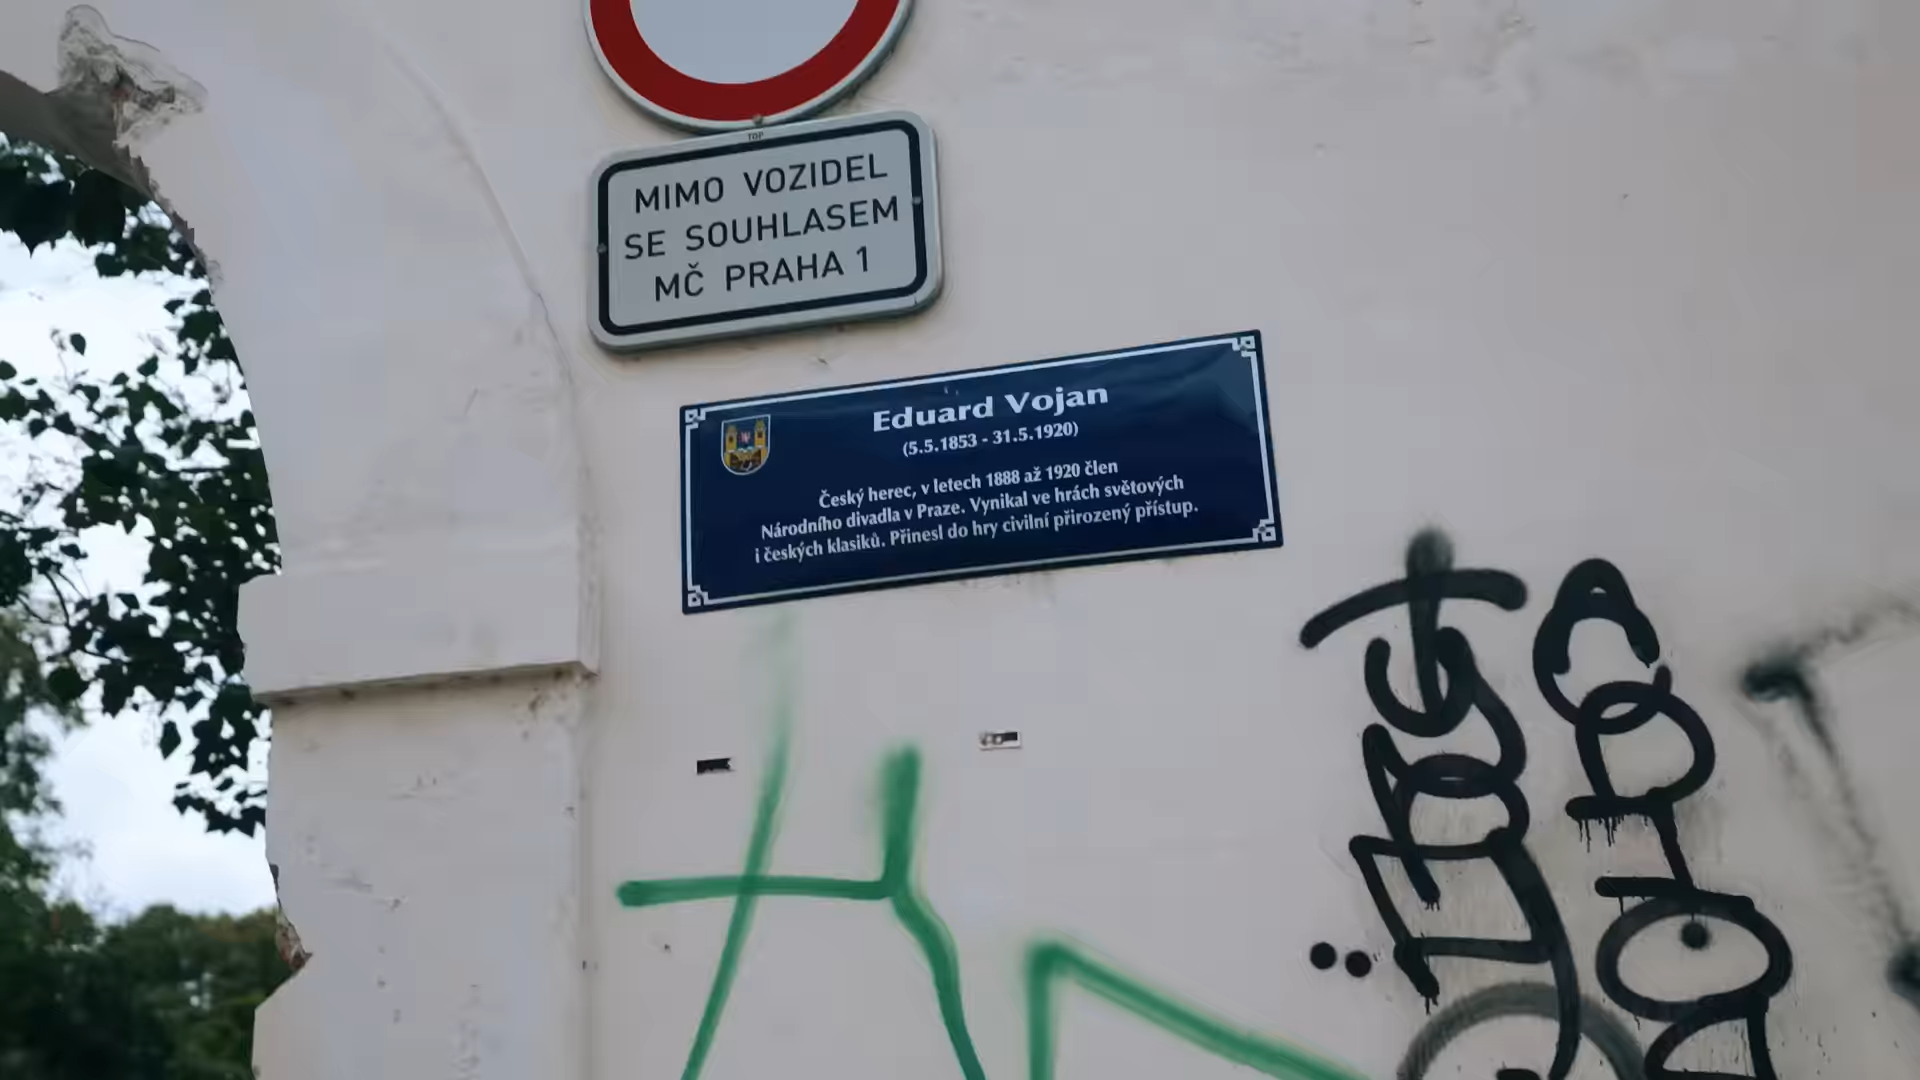 TOP
MIMO VOZIDEL
SE SOUHLASEM
MČ PRAHA 1
Eduard Vojan
(5.5.1853 - 31.5.1920)
Český herec, v letech 1888 až 1920 člen
Národního divadla v Praze. Vynikal ve hrách světových
i českých klasiků. Přinesl do hry civilní přirozený přístup.